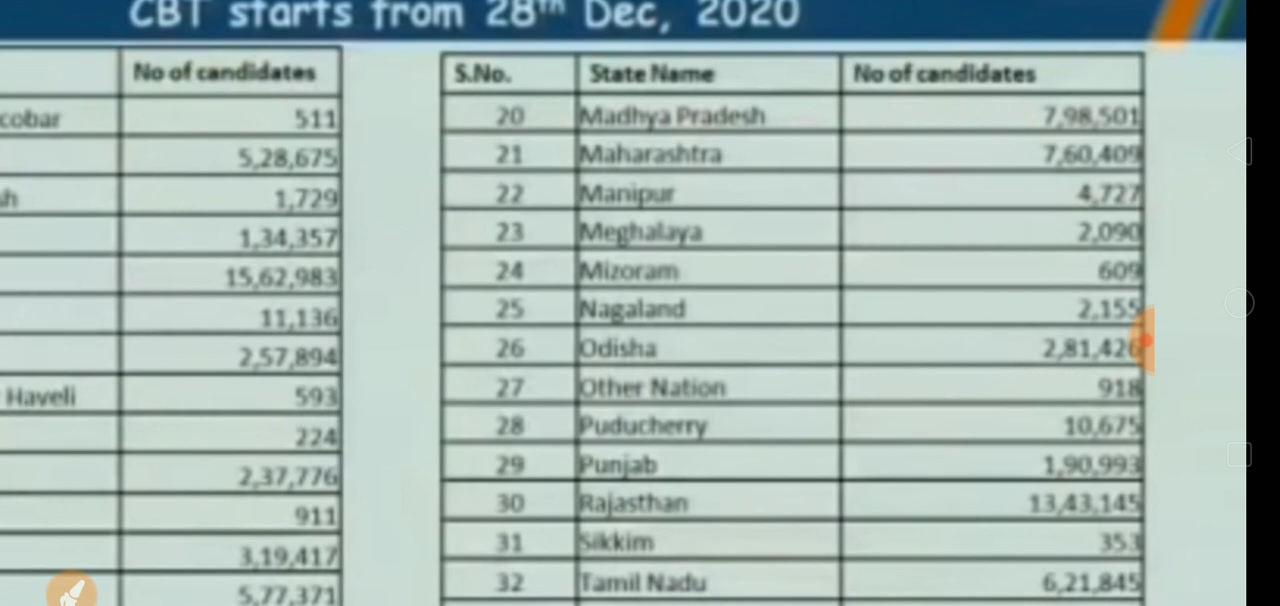 CBT starts from 28th Dec, 2020
No of candidates
cobar 511
5,28,675
h 1,729
1,34,357
15,62,983
11,136
2,57,894
Haveli 593
224
2,37,776
911
3,19,417
5,77,371
S.No. State Name No of candidates
20 Madhya Pradesh 7,98,501
21 Maharashtra 7,60,409
22 Manipur 4,727
23 Meghalaya 2,090
24 Mizoram 609
25 Nagaland 2,155
26 Odisha 2,81,426
27 Other Nation 918
28 Puducherry 10,675
29 Punjab 1,90,993
30 Rajasthan 13,43,145
31 Sikkim 353
32 Tamil Nadu 6,21,845